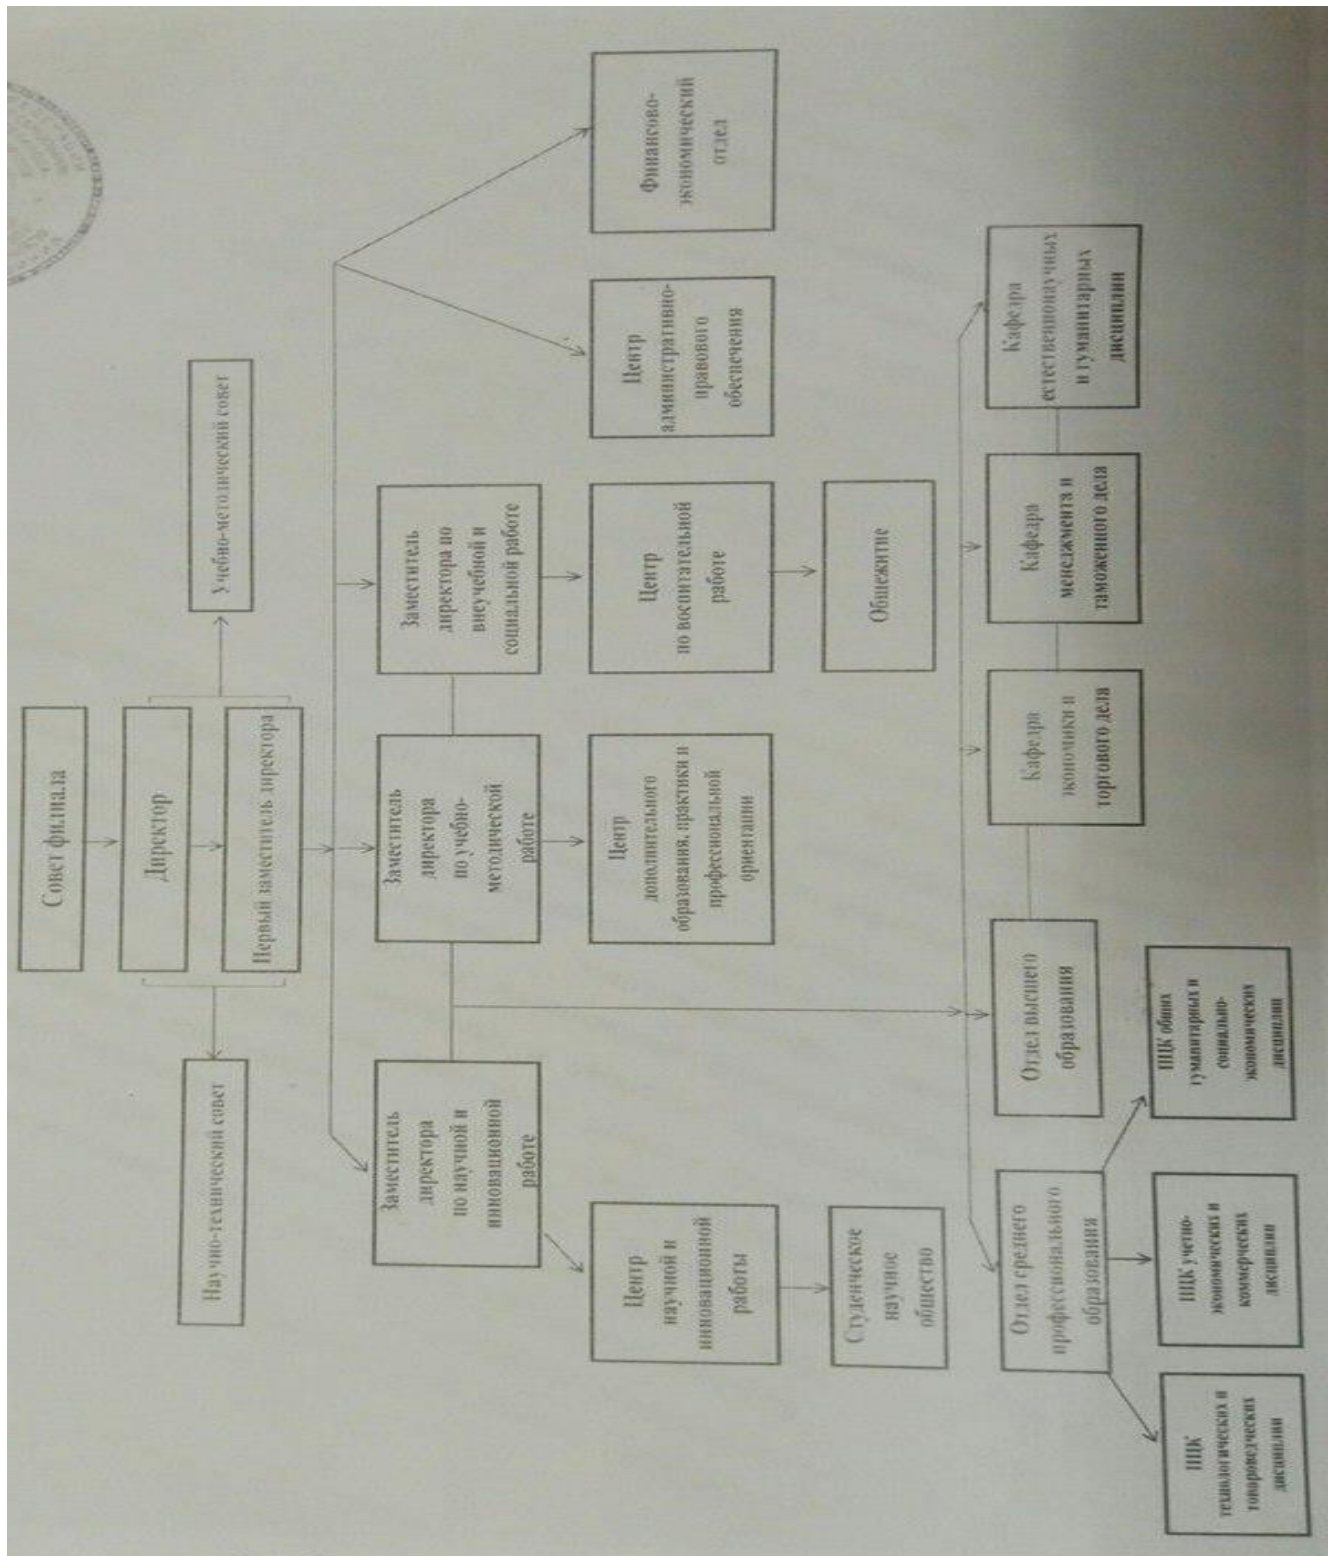 Совет филиала
Директор
Первый заместитель директора
Научно-технический совет
Учебно-методический совет
Заместитель
директора
по научной и
инновационной
работе
Заместитель
директора
по учебно-
методической
работе
Заместитель
директора по
внеучебной и
социальной работе
Центр
научной и
инновационной
работы
Центр
дополнительного
образования, практики и
профессиональной
ориентации
Центр
по воспитательной
работе
Центр
административно-
правового
обеспечения
Финансово-
экономический
отдел
Студенческое
научное
общество
Общежитие
Отдел среднего
профессионального
образования
Отдел высшего
образования
Кафедра
экономики и
торгового дела
Кафедра
менеджмента и
таможенного дела
Кафедра
естественнонаучных
и гуманитарных
дисциплин
ПЦК
технологических и
товароведческих
дисциплин
ПЦК учетно-
экономических и
коммерческих
дисциплин
ПЦК общих
гуманитарных и
социально-
экономических
дисциплин